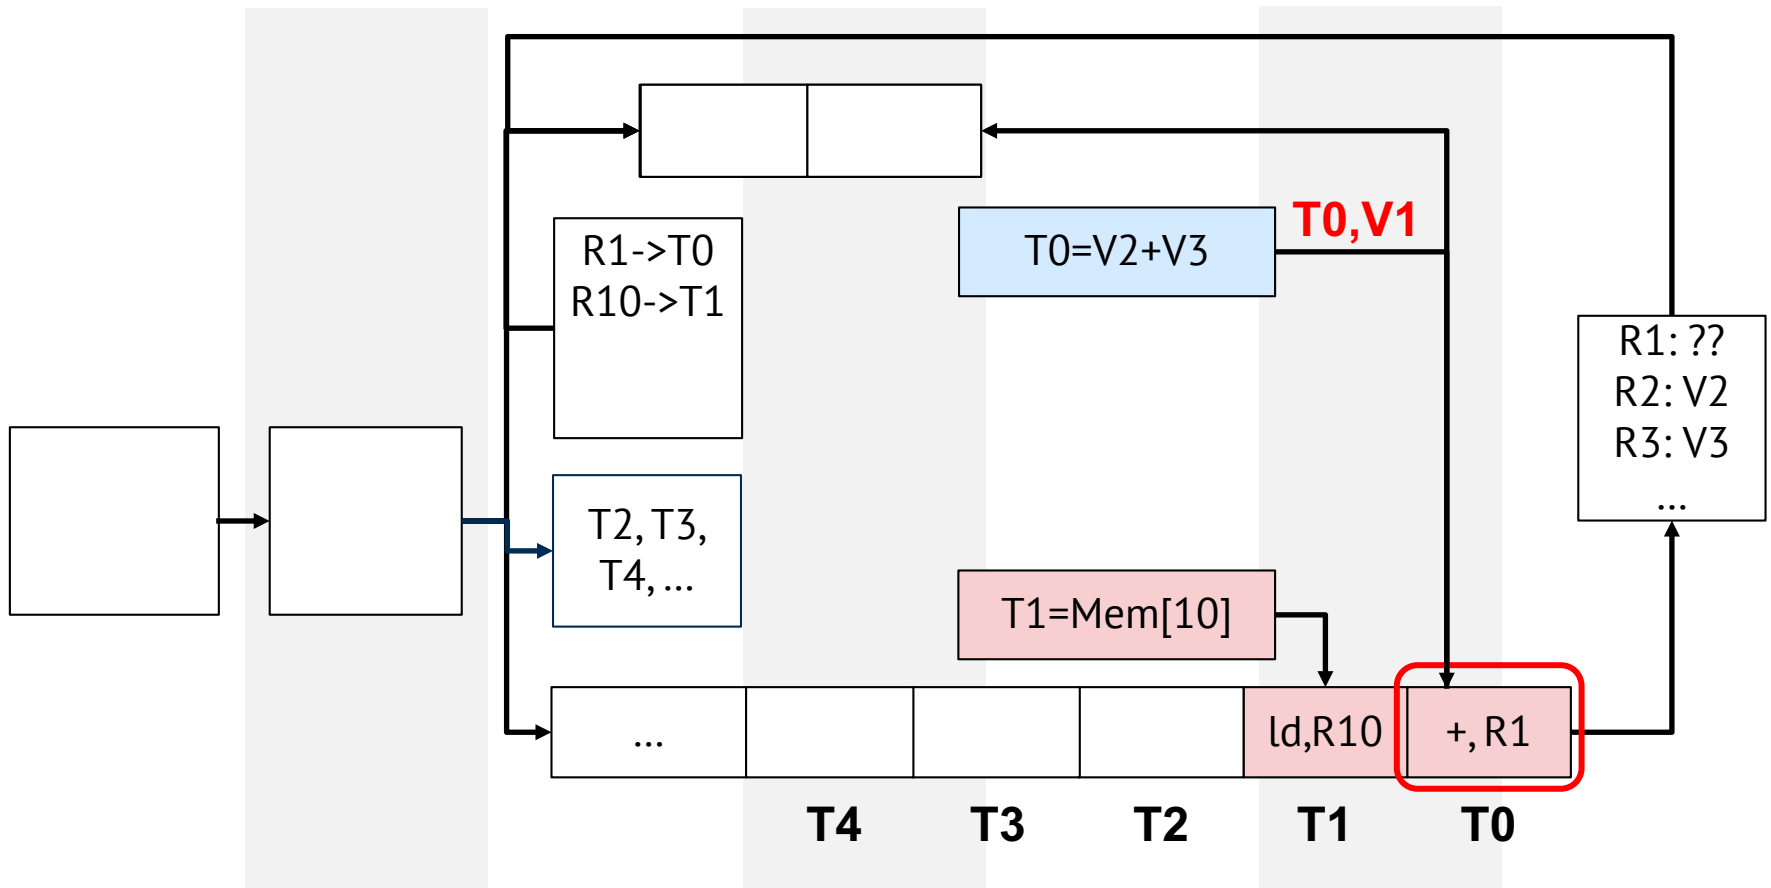 T0=V2+V3
T0,V1
R1->T0
R10->T1
R1: ??
R2: V2
R3: V3
...
T2, T3,
T4, ...
T1=Mem[10]
...
ld,R10
+, R1
T4
T3
T2
T1
T0